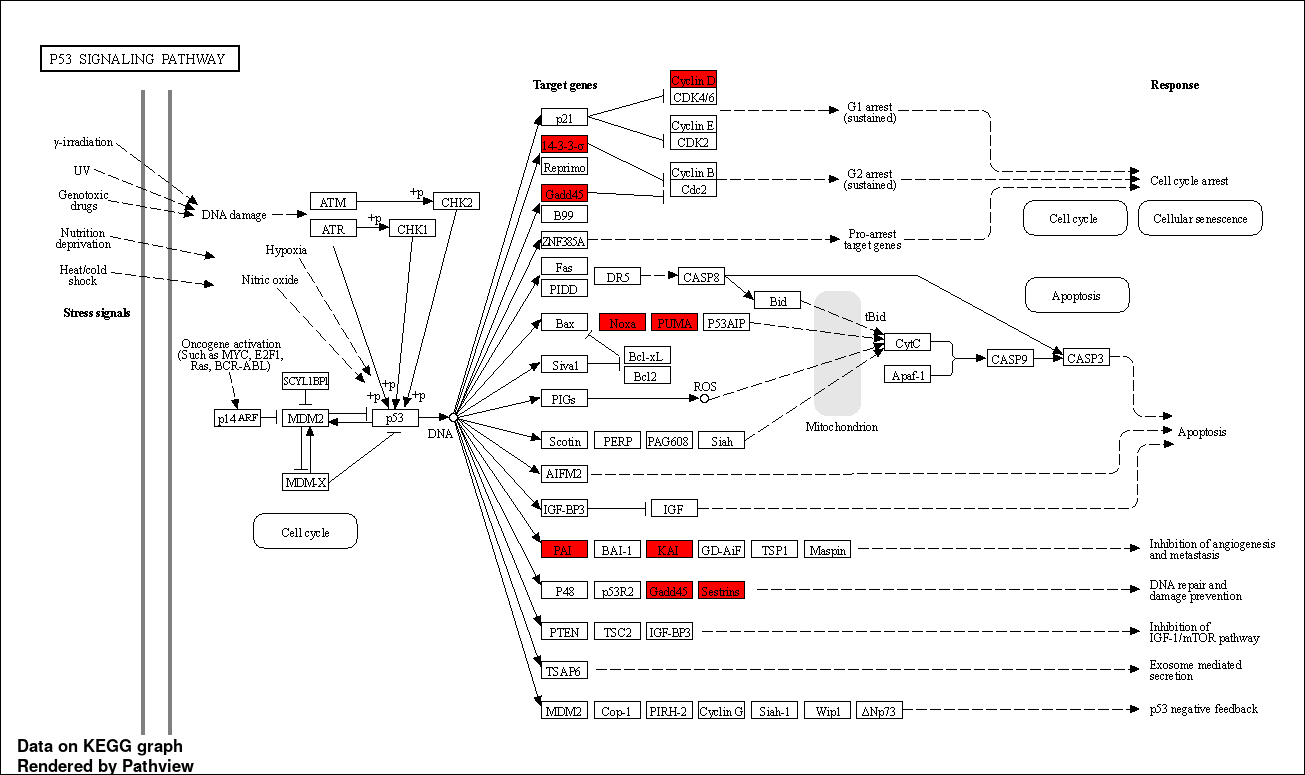 P53 SIGNALING PATHWAY
Target genes
Response
Cyclin D
CDK4/6
p21
G1 arrest
(sustained)
Cyclin E
CDK2
γ-irradiation
14-3-3-σ
Reprimo
UV
Cyclin B
Cdc2
G2 arrest
(sustained)
Cell cycle arrest
Genotoxic
drugs
DNA damage
ATM
+p
CHK2
Gadd45
B99
Cell cycle
Cellular senescence
ATR
+p
CHK1
Nutrition
deprivation
Hypoxia
ZNF385A
Pro-arrest
target genes
Heat/cold
shock
Nitric oxide
Fas
PIDD
DR5
CASP8
Bid
Apoptosis
Stress signals
tBid
Bax
Noxa
PUMA
P53AIP
CytC
Oncogene activation
(Such as MYC, E2F1,
Ras, BCR-ABL)
Siva1
Bcl-xL
Bcl2
CASP9
CASP3
Apaf-1
SCYL1BP1
+p
+p
+p
ROS
PIGs
p14ARF
MDM2
p53
DNA
Mitochondrion
Scotin
PERP
PAG608
Siah
Apoptosis
AIFM2
MDM-X
IGF-BP3
IGF
Cell cycle
PAI
BAI-1
KAI
GD-AiF
TSP1
Maspin
Inhibition of angiogenesis
and metastasis
P48
p53R2
Gadd45
Sestrins
DNA repair and
damage prevention
PTEN
TSC2
IGF-BP3
Inhibition of
IGF-1/mTOR pathway
TSAP6
Exosome mediated
secretion
MDM2
Cop-1
PIRH-2
Cyclin G
Siah-1
Wip1
ΔNp73
p53 negative feedback
Data on KEGG graph
Rendered by Pathview